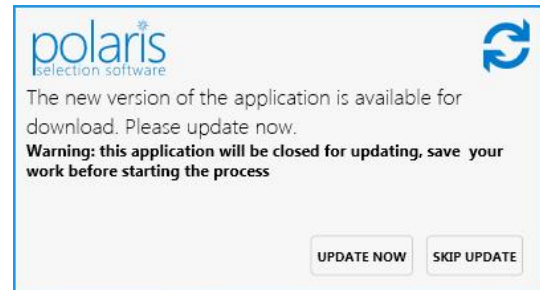 polaris
selection software
The new version of the application is available for
download. Please update now.
Warning: this application will be closed for updating, save your
work before starting the process
UPDATE NOW SKIP UPDATE